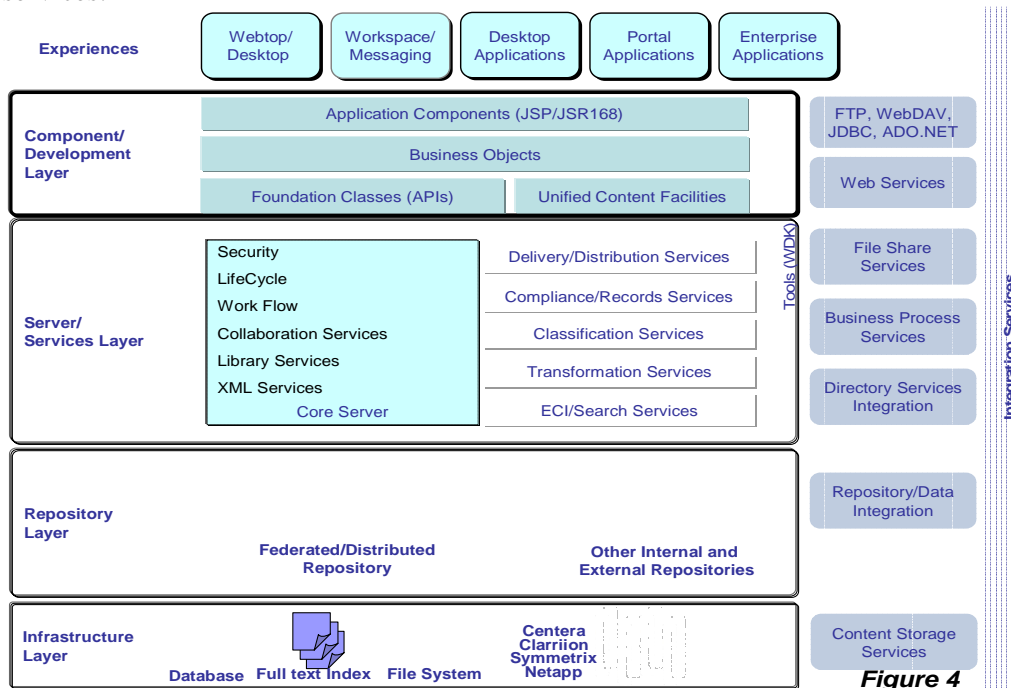 Experiences
Webtop/
Desktop
Workspace/
Messaging
Desktop
Applications
Portal
Applications
Enterprise
Applications
Component/
Development
Layer
Application Components (JSP/JSR168)
Business Objects
Foundation Classes (APIs)
Unified Content Facilities
FTP, WebDAV,
JDBC, ADO.NET
Web Services
Server/
Services Layer
Security
LifeCycle
Work Flow
Collaboration Services
Library Services
XML Services
Core Server
Delivery/Distribution Services
Compliance/Records Services
Classification Services
Transformation Services
ECI/Search Services
Tools (WDK)
File Share
Services
Business Process
Services
Directory Services
Integration
Integration Services
Repository
Layer
Federated/Distributed
Repository
Other Internal and
External Repositories
Repository/Data
Integration
Infrastructure
Layer
Database
Full text Index
File System
Centera
Clarriion
Symmetrix
Netapp
Content Storage
Services
Figure 4